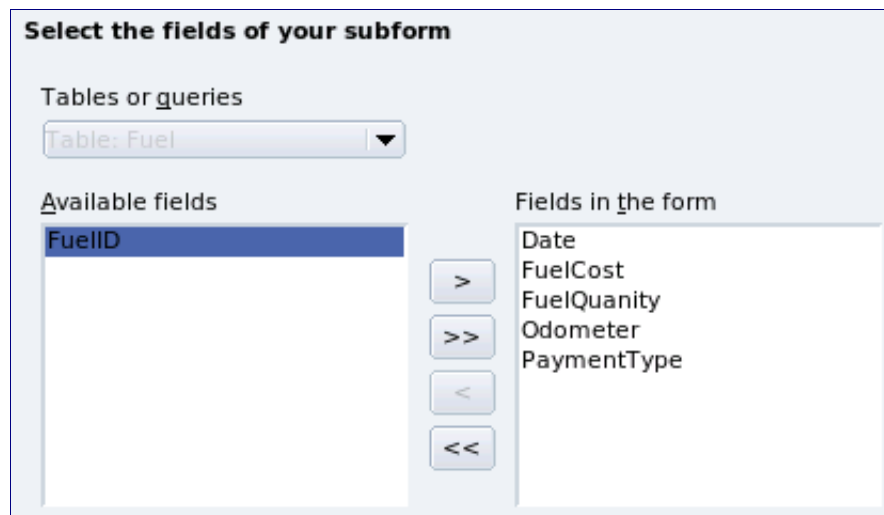 Select the fields of your subform
Tables or queries
Table: Fuel
Available fields
Fields in the form
FuelID
Date
FuelCost
FuelQuanity
Odometer
PaymentType
>
>>
<
<<